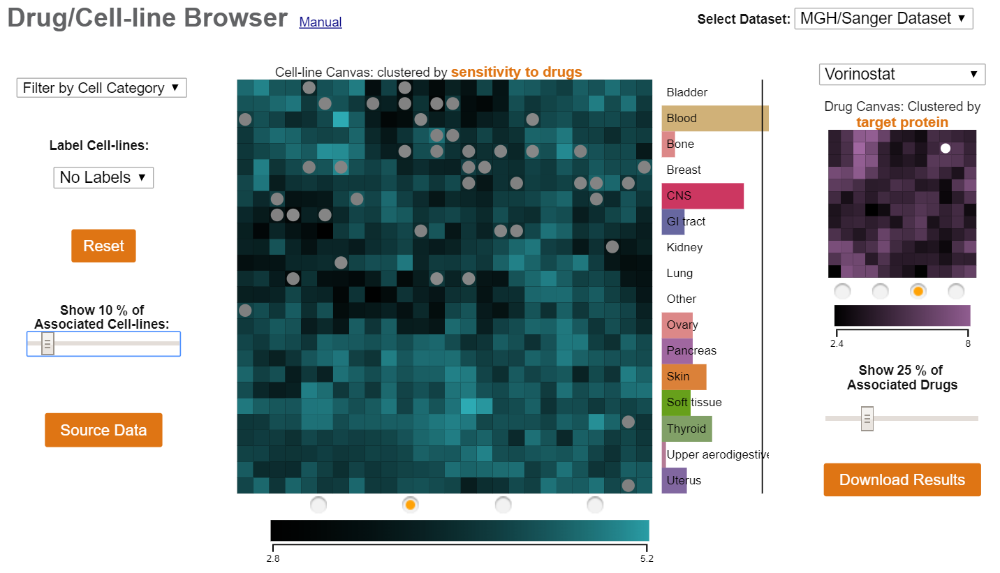 Drug/Cell-line Browser Manual
Select Dataset: MGH/Sanger Dataset
Filter by Cell Category
Label Cell-lines:
No Labels
Reset
Show 10 % of
Associated Cell-lines:
Source Data
Cell-line Canvas: clustered by sensitivity to drugs
2.8 5.2
Bladder
Blood
Bone
Breast
CNS
GI tract
Kidney
Lung
Other
Ovary
Pancreas
Skin
Soft tissue
Thyroid
Upper aerodigestive
Uterus
Vorinostat
Drug Canvas: Clustered by
target protein
2.4 8
Show 25 % of
Associated Drugs
Download Results